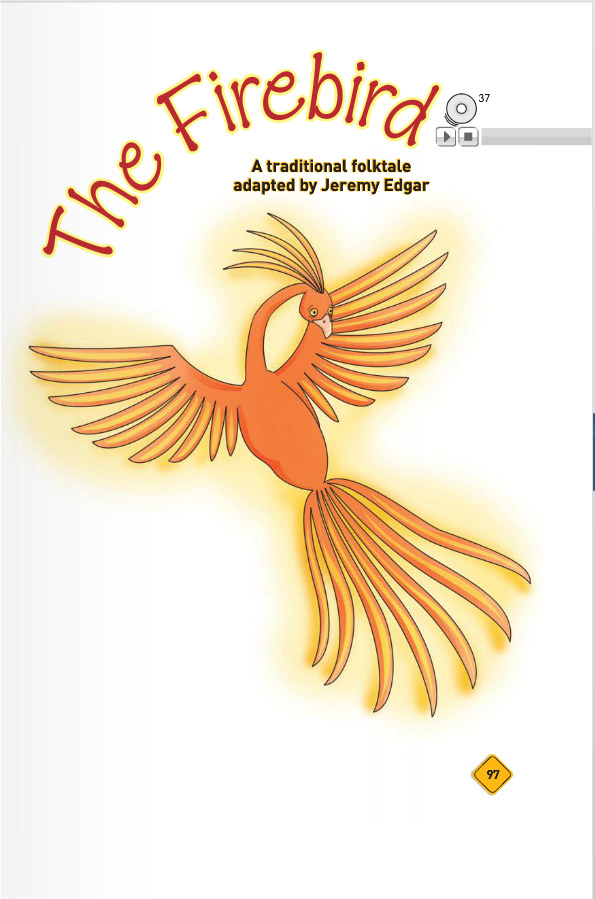 The Firebird
37
A traditional folktale
adapted by Jeremy Edgar
97